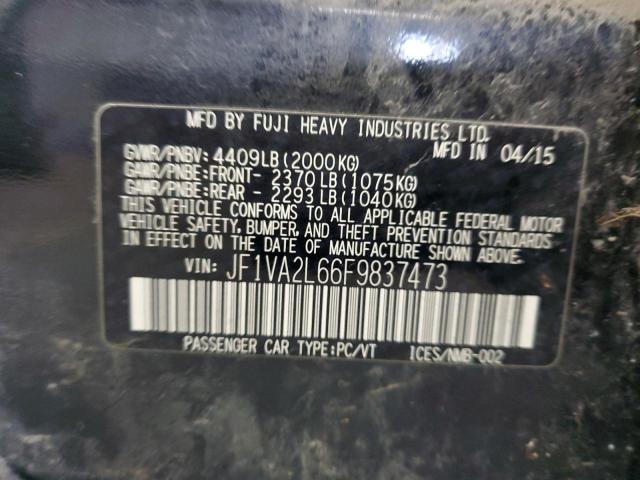 MFD BY FUJI HEAVY INDUSTRIES LTD.
MFD IN 04/15
GVWR/PNBV: 4409LB(2000KG)
GAWR/PNBE:FRONT- 2370LB(1075KG)
GAWR/PNBE:REAR - 2293LB(1040KG)
THIS VEHICLE CONFORMS TO ALL APPLICABLE FEDERAL MOTOR
VEHICLE SAFETY, BUMPER, AND THEFT PREVENTION STANDARDS
IN EFFECT ON THE DATE OF MANUFACTURE SHOWN ABOVE.
VIN: JF1VA2L66F9837473
PASSENGER CAR TYPE:PC/VT ICES/NMB-002